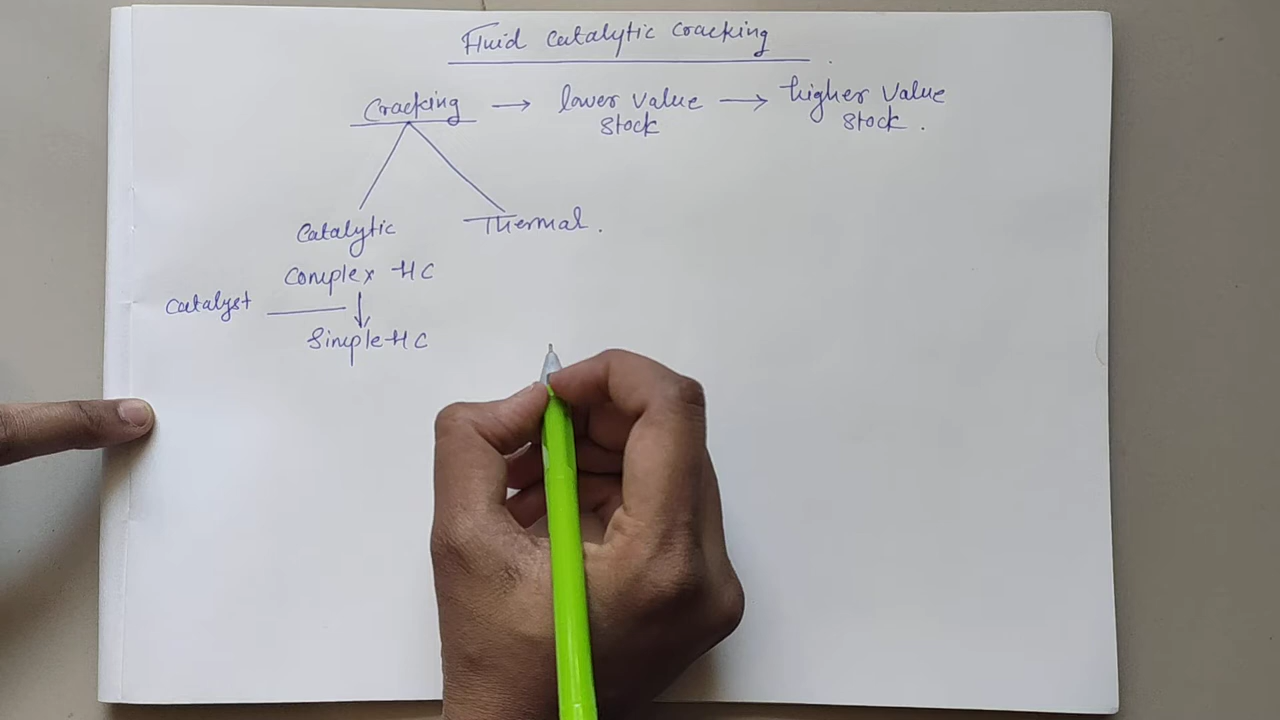 Fluid Catalytic Cracking
Cracking → lower value stock → higher value stock.
Catalytic
Thermal.
Complex HC
Catalyst
↓
Simple HC